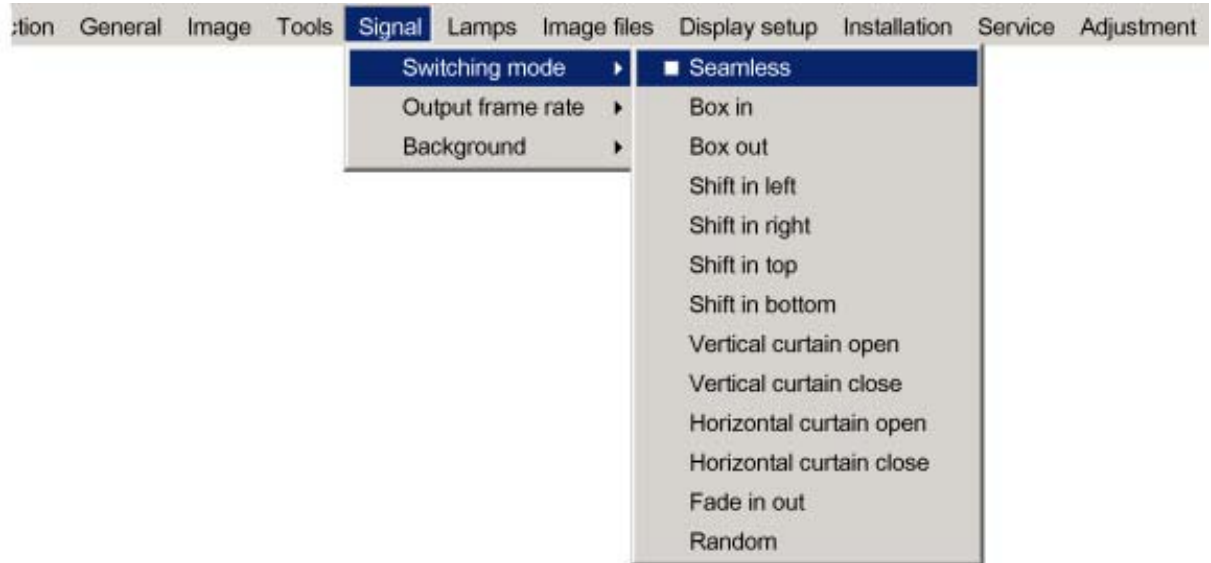 ction General Image Tools Signal Lamps Image files Display setup Installation Service Adjustment
Switching mode
Output frame rate
Background
Seamless
Box in
Box out
Shift in left
Shift in right
Shift in top
Shift in bottom
Vertical curtain open
Vertical curtain close
Horizontal curtain open
Horizontal curtain close
Fade in out
Random